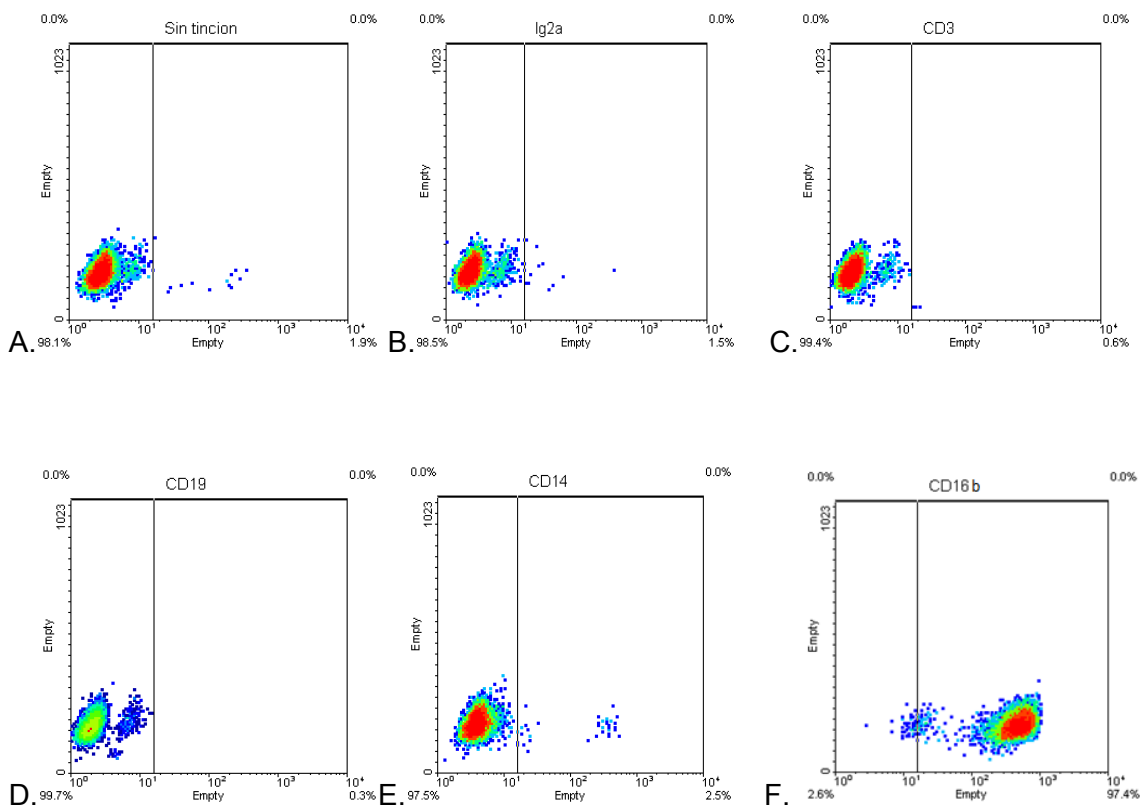 0.0% 0.0% 0.0% 0.0% 0.0% 0.0%
Sin tincion Ig2a CD3
1023 1023 1023
Empty Empty Empty
0 0 0
10⁰ 10¹ 10² 10³ 10⁴ 10⁰ 10¹ 10² 10³ 10⁴ 10⁰ 10¹ 10² 10³ 10⁴
A. 98.1% Empty 1.9% B. 98.5% Empty 1.5% C. 99.4% Empty 0.6%
0.0% 0.0% 0.0% 0.0% 0.0% 0.0%
CD19 CD14 CD16b
1023 1023 1023
Empty Empty Empty
0 0 0
10⁰ 10¹ 10² 10³ 10⁴ 10⁰ 10¹ 10² 10³ 10⁴ 10⁰ 10¹ 10² 10³ 10⁴
D. 99.7% Empty 0.3% E. 97.5% Empty 2.5% F. 2.6% Empty 97.4%